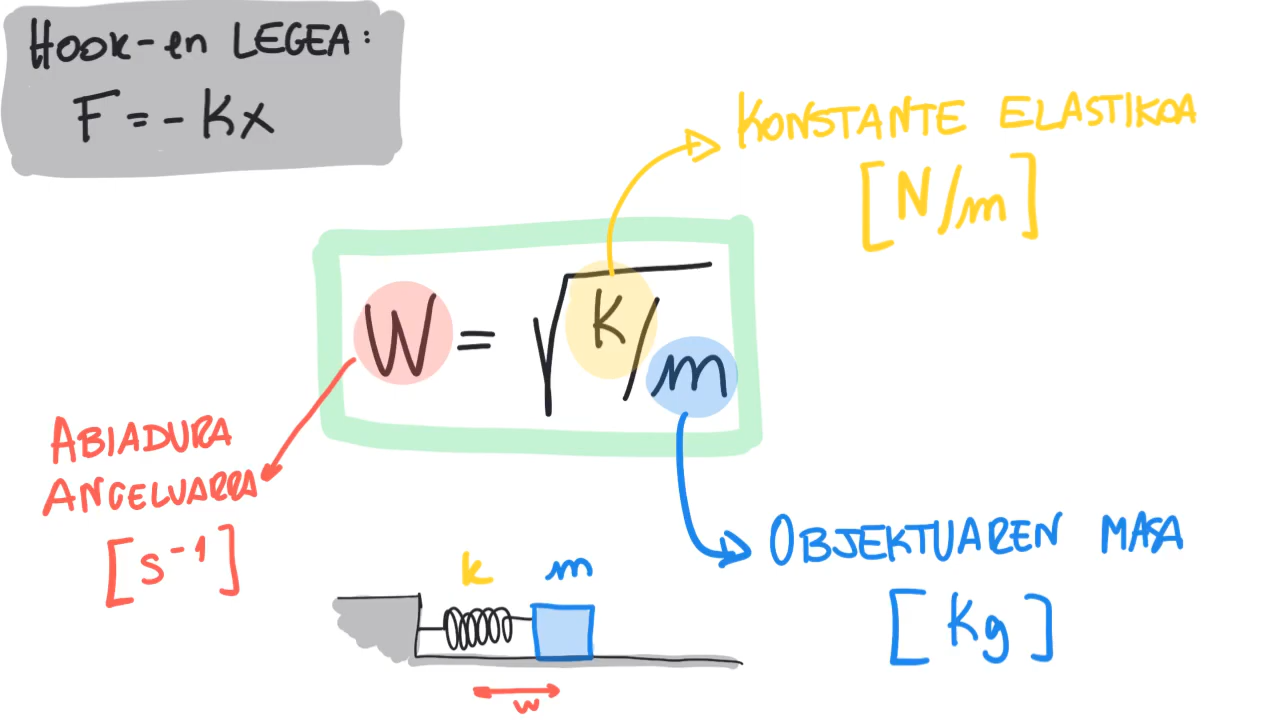 HOOK-en LEGEA:
F = - Kx
KONSTANTE ELASTIKOA
[N/m]
W = √K/m
ABIADURA
ANGELUARRA
[s⁻¹]
OBJEKTUAREN MASA
[Kg]
k m
w